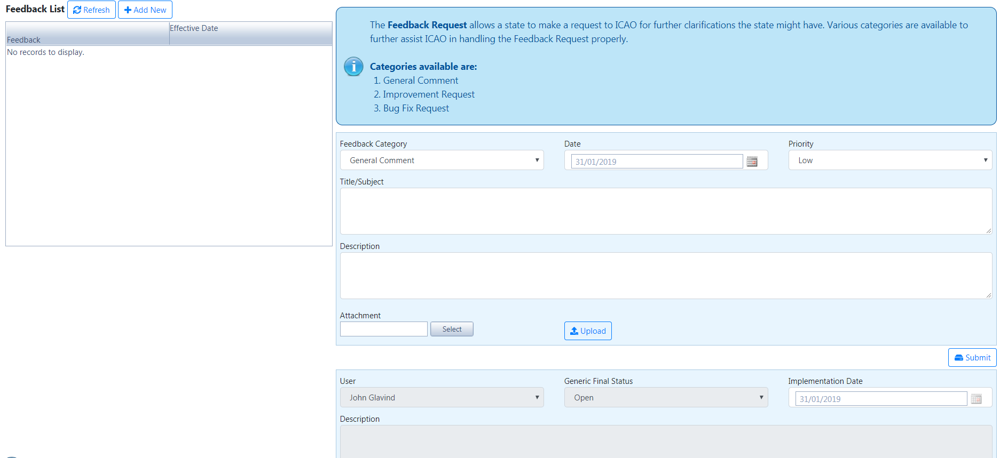 Feedback List
Refresh
Add New
Feedback
Effective Date
No records to display.
The Feedback Request allows a state to make a request to ICAO for further clarifications the state might have. Various categories are available to
further assist ICAO in handling the Feedback Request properly.
Categories available are:
1. General Comment
2. Improvement Request
3. Bug Fix Request
Feedback Category
Date
Priority
General Comment
31/01/2019
Low
Title/Subject
Description
Attachment
Select
Upload
Submit
User
Generic Final Status
Implementation Date
John Glavind
Open
31/01/2019
Description